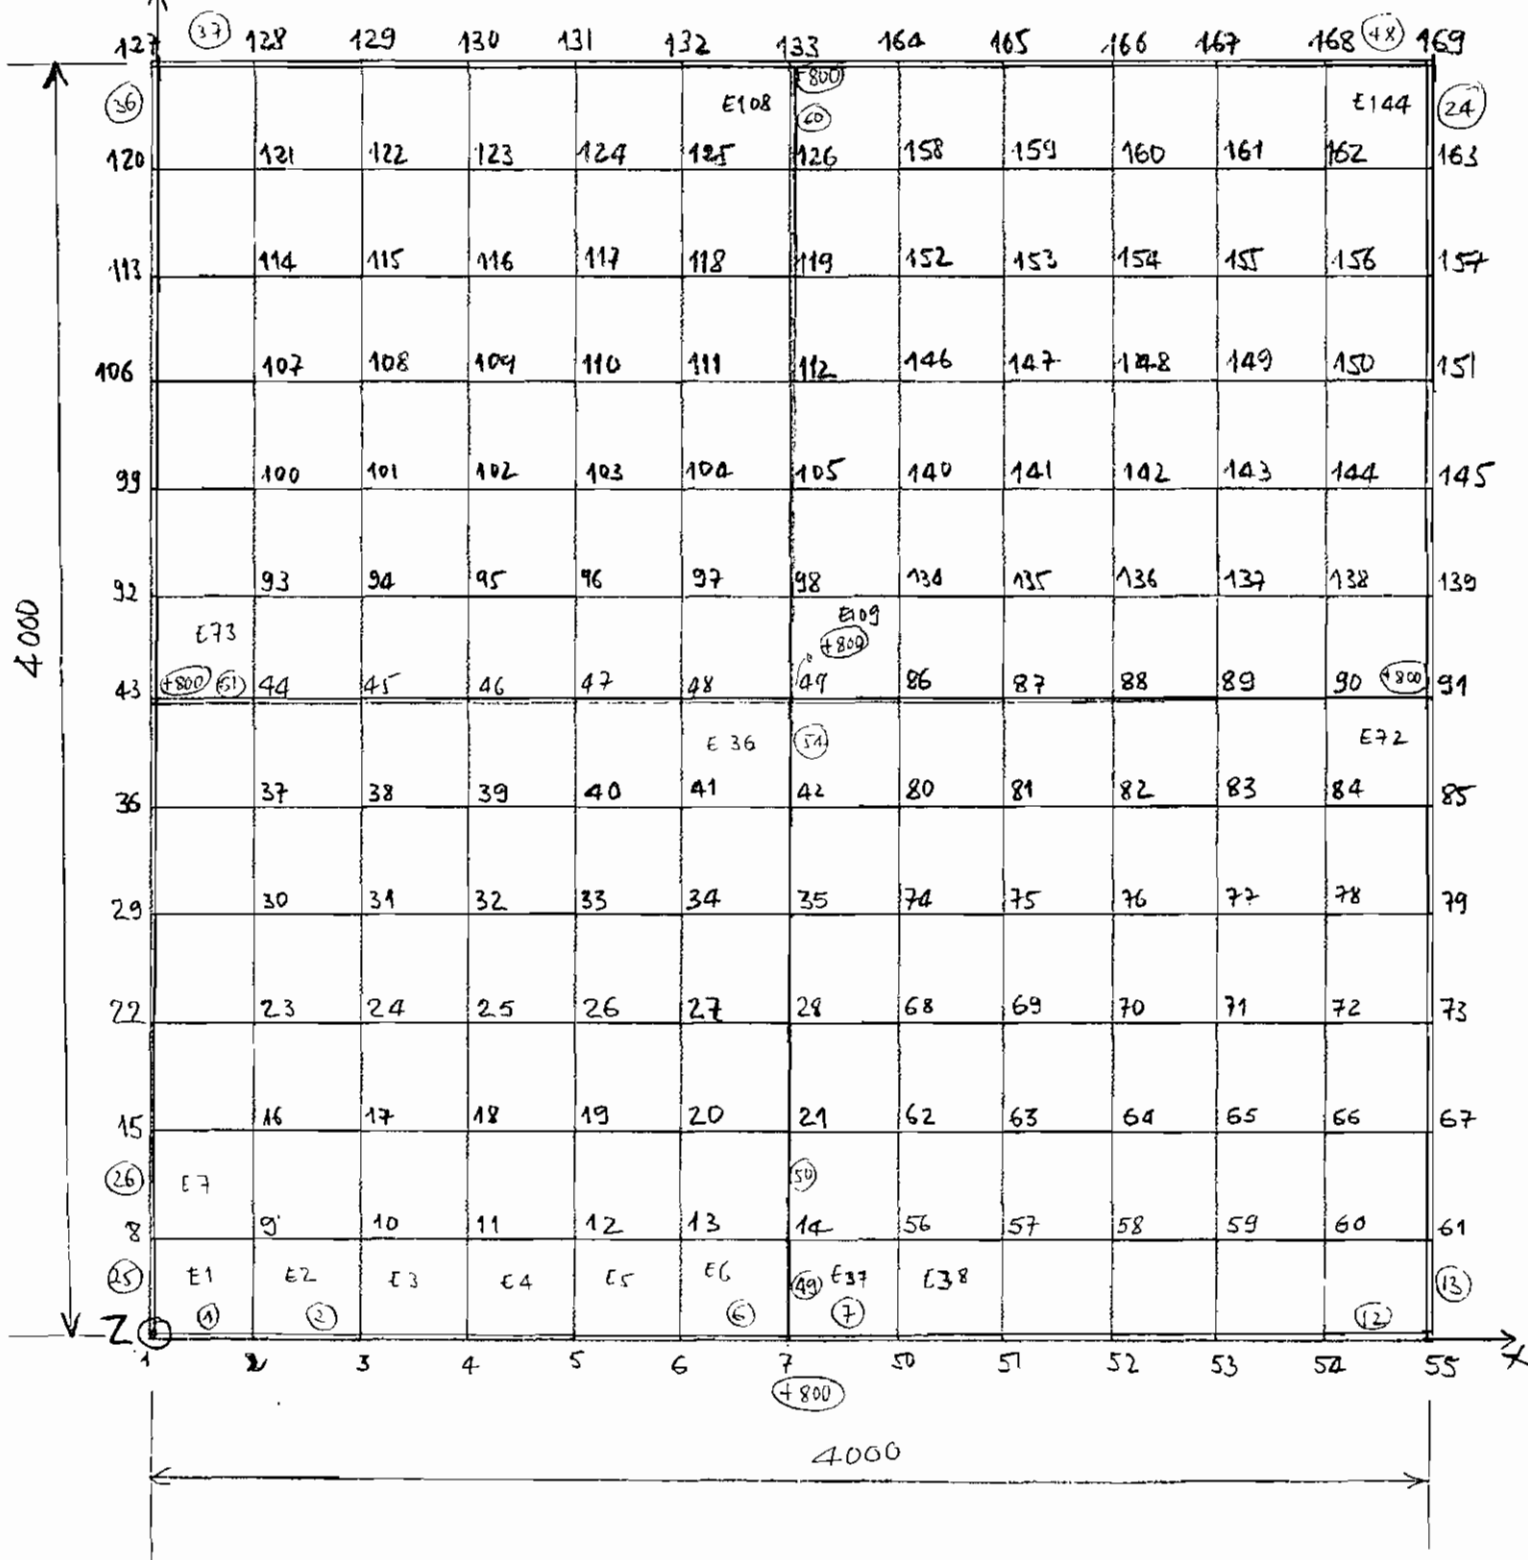 127 37 128 129 130 131 132 133 164 165 166 167 168 48 169
+800
36 E108 E144 24
60
120 121 122 123 124 125 126 158 159 160 161 162 163
113 114 115 116 117 118 119 152 153 154 155 156 157
106 107 108 109 110 111 112 146 147 148 149 150 151
99 100 101 102 103 104 105 140 141 142 143 144 145
92 93 94 95 96 97 98 134 135 136 137 138 139
4000
E73 E109
+800
43 +800 44 45 46 47 48 49 86 87 88 89 90 +800 91
E36 E72
36 37 38 39 40 41 42 80 81 82 83 84 85
29 30 31 32 33 34 35 74 75 76 77 78 79
22 23 24 25 26 27 28 68 69 70 71 72 73
15 16 17 18 19 20 21 62 63 64 65 66 67
26 E7 50
8 9 10 11 12 13 14 56 57 58 59 60 61
25 E1 E2 E3 E4 E5 E6 49 E37 E38 13
1 2 6 7 12
Z
1 2 3 4 5 6 7 50 51 52 53 54 55 X
+800
4000